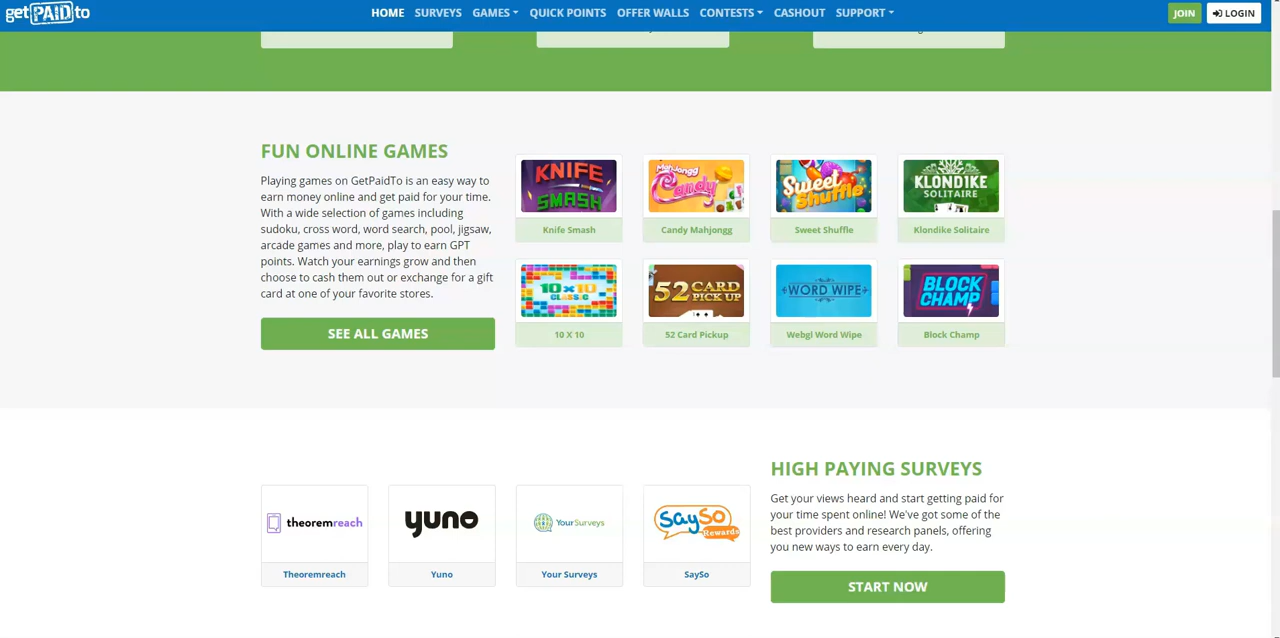 getPAIDto
HOME SURVEYS GAMES QUICK POINTS OFFER WALLS CONTESTS CASHOUT SUPPORT
JOIN LOGIN
FUN ONLINE GAMES
Playing games on GetPaidTo is an easy way to
earn money online and get paid for your time.
With a wide selection of games including
sudoku, cross word, word search, pool, jigsaw,
arcade games and more, play to earn GPT
points. Watch your earnings grow and then
choose to cash them out or exchange for a gift
card at one of your favorite stores.
SEE ALL GAMES
KNIFE
SMASH
Knife Smash
MAHJONGG
Candy
Candy Mahjongg
Sweet
Shuffle
Sweet Shuffle
KLONDIKE
SOLITAIRE
Klondike Solitaire
10x10
CLASSIC
10 X 10
52 CARD
PICK UP
52 Card Pickup
WORD WIPE
Webgl Word Wipe
BLOCK
CHAMP
Block Champ
theoremreach
Theoremreach
yuno
Yuno
YourSurveys
Your Surveys
SaySo
Rewards
SaySo
HIGH PAYING SURVEYS
Get your views heard and start getting paid for
your time spent online! We've got some of the
best providers and research panels, offering
you new ways to earn every day.
START NOW